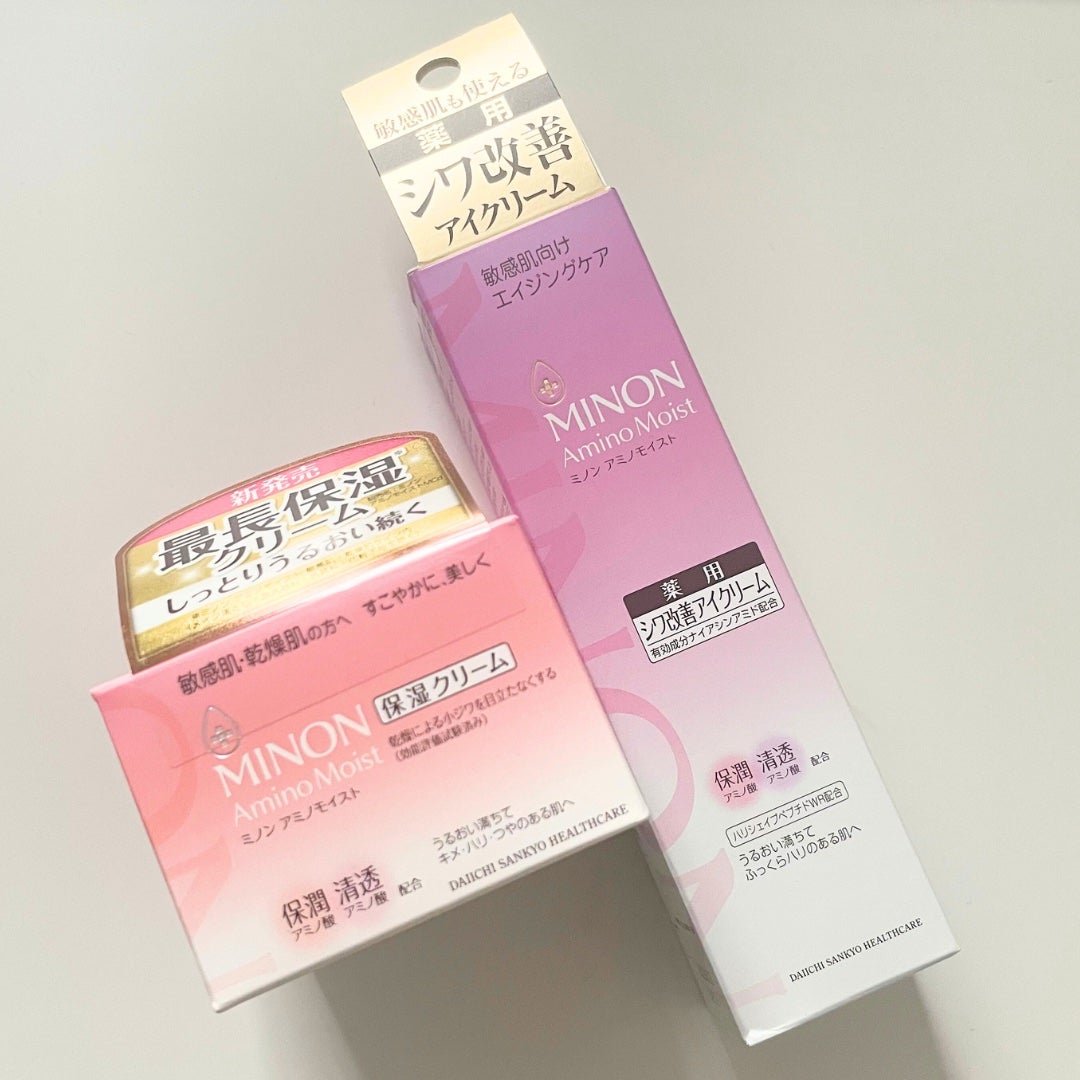 敏感肌も使える
薬用
シワ改善
アイクリーム
敏感肌向け
エイジングケア
MINON
Amino Moist
ミノン アミノモイスト
薬用
シワ改善アイクリーム
有効成分ナイアシンアミド配合
保潤 清透 配合
アミノ酸 アミノ酸
ハリシェイプペプチドWR配合
うるおい満ちて
ふっくらハリのある肌へ
DAIICHI SANKYO HEALTHCARE
新発売
最長保湿※
クリーム
しっとりうるおい続く
敏感肌・乾燥肌の方へ すこやかに、美しく
MINON
Amino Moist
ミノン アミノモイスト
保湿クリーム
乾燥による小ジワを目立たなくする
(効能評価試験済み)
保潤 清透 配合
アミノ酸 アミノ酸
うるおい満ちて
キメ・ハリ・つやのある肌へ
DAIICHI SANKYO HEALTHCARE